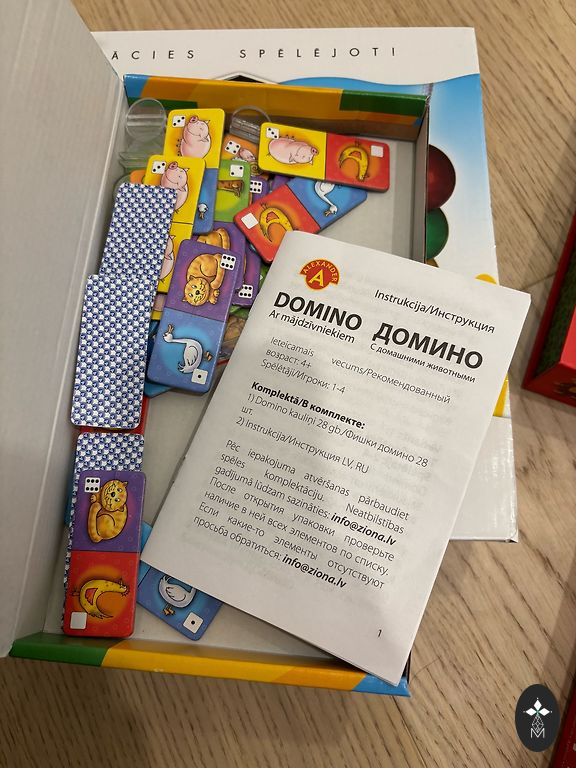 ĀCIES SPĒLĒJOTI
ALEXANDER
A
Instrukcija/Инструкция
DOMINO ДОМИНО
Ar mājdzīvniekiem С домашними животными
Ieteicamais vecums/Рекомендованный
возраст: 4+
Spēlētāji/Игроки: 1-4
Komplektā/В комплекте:
1) Domino kauliņi 28 gb./Фишки домино 28
шт.
2) Instrukcija/Инструкция LV, RU
Pēc iepakojuma atvēršanas pārbaudiet
spēles komplektāciju. Neatbilstības
gadījumā lūdzam sazināties: info@ziona.lv
После открытия упаковки проверьте
наличие в ней всех элементов по списку.
Если какие-то элементы отсутствуют
просьба обратиться: info@ziona.lv
1
M